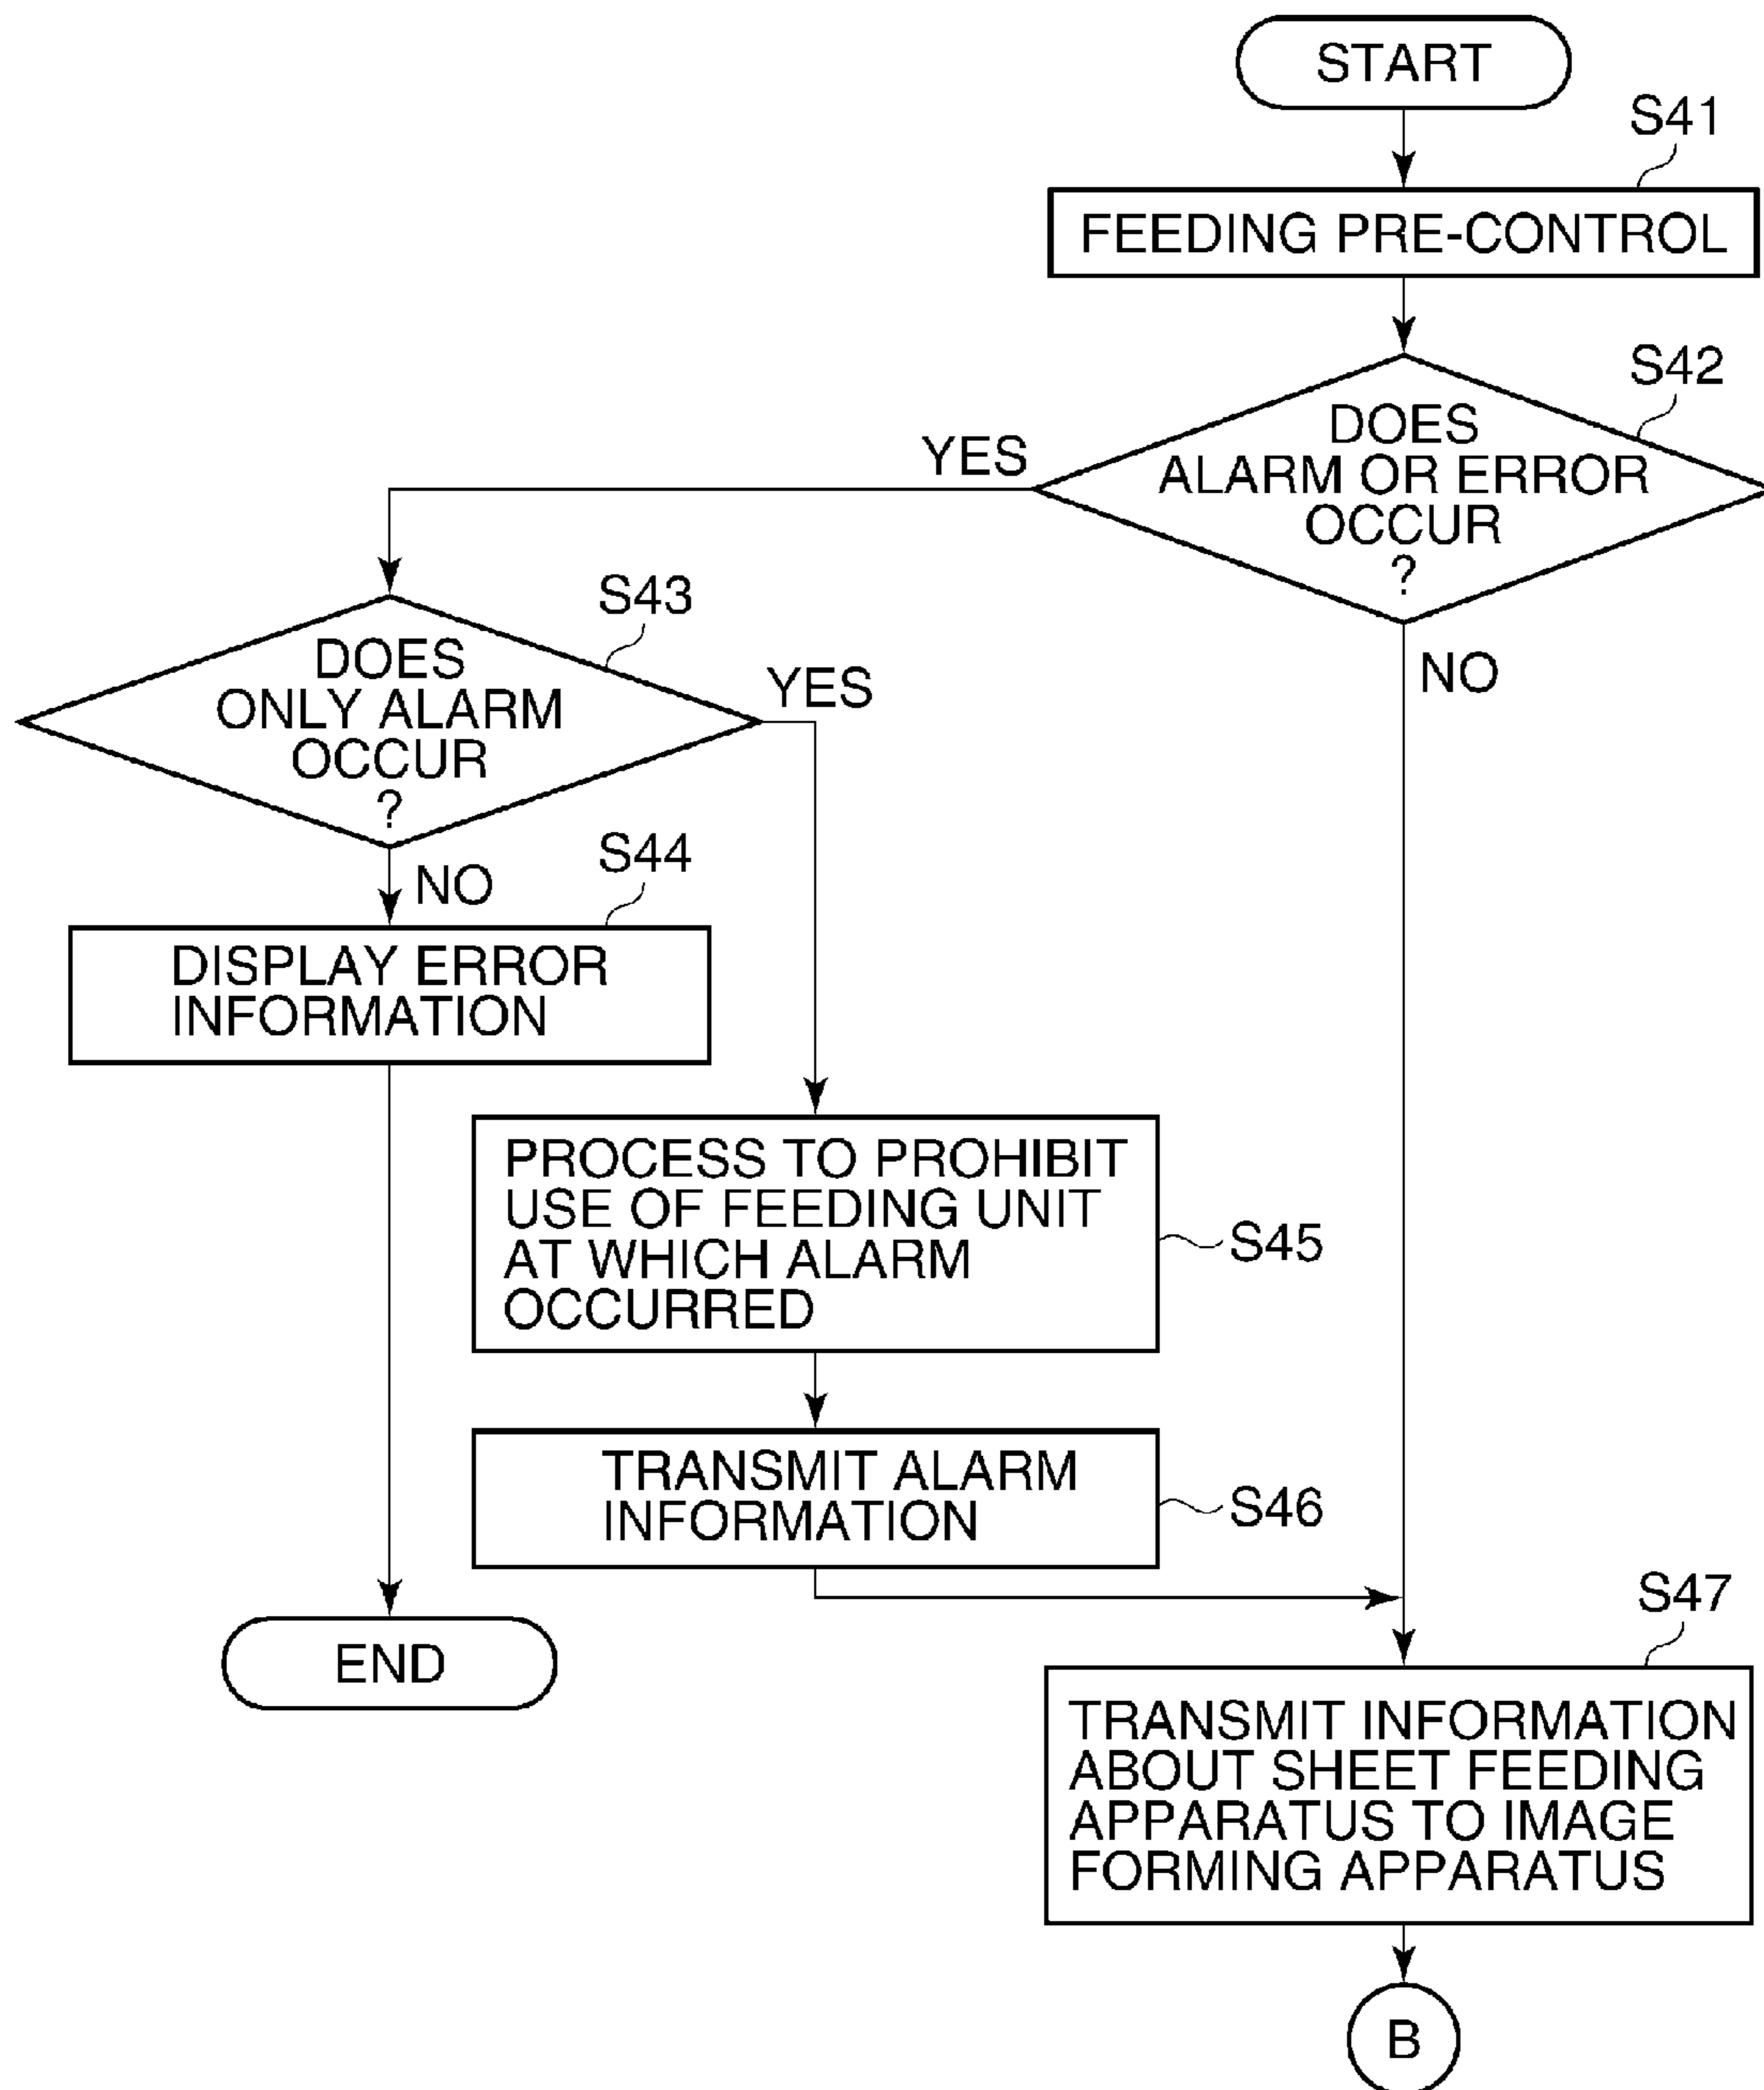 START
S41
FEEDING PRE-CONTROL
S42
DOES
ALARM OR ERROR
OCCUR
?
YES
NO
S43
DOES
ONLY ALARM
OCCUR
?
YES
NO
S44
DISPLAY ERROR
INFORMATION
PROCESS TO PROHIBIT
USE OF FEEDING UNIT
AT WHICH ALARM
OCCURRED
S45
TRANSMIT ALARM
INFORMATION
S46
END
S47
TRANSMIT INFORMATION
ABOUT SHEET FEEDING
APPARATUS TO IMAGE
FORMING APPARATUS
B